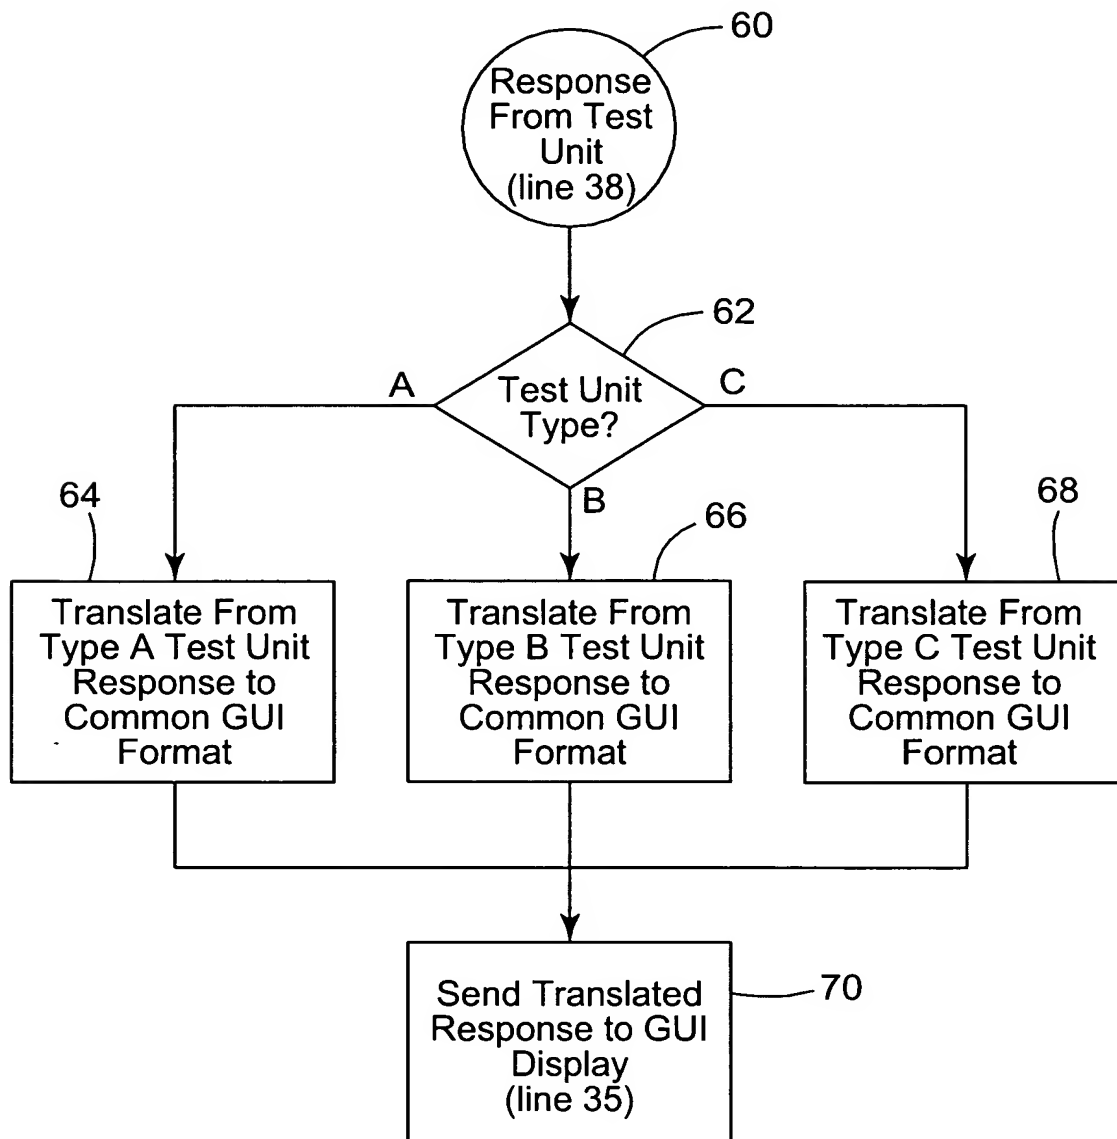 60
Response
From Test
Unit
(line 38)
62
A
Test Unit
Type?
C
B
64
66
68
Translate From
Type A Test Unit
Response to
Common GUI
Format
Translate From
Type B Test Unit
Response to
Common GUI
Format
Translate From
Type C Test Unit
Response to
Common GUI
Format
Send Translated
Response to GUI
Display
(line 35)
70